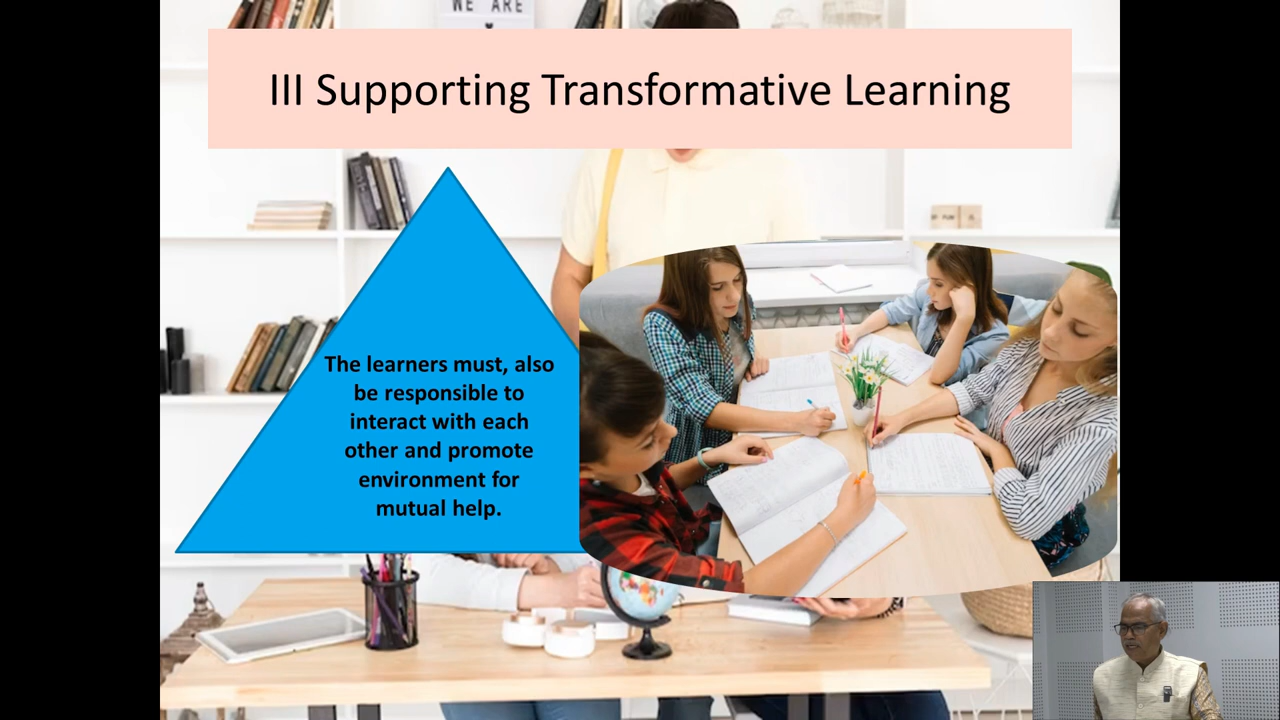 WE ARE
III Supporting Transformative Learning
The learners must, also
be responsible to
interact with each
other and promote
environment for
mutual help.